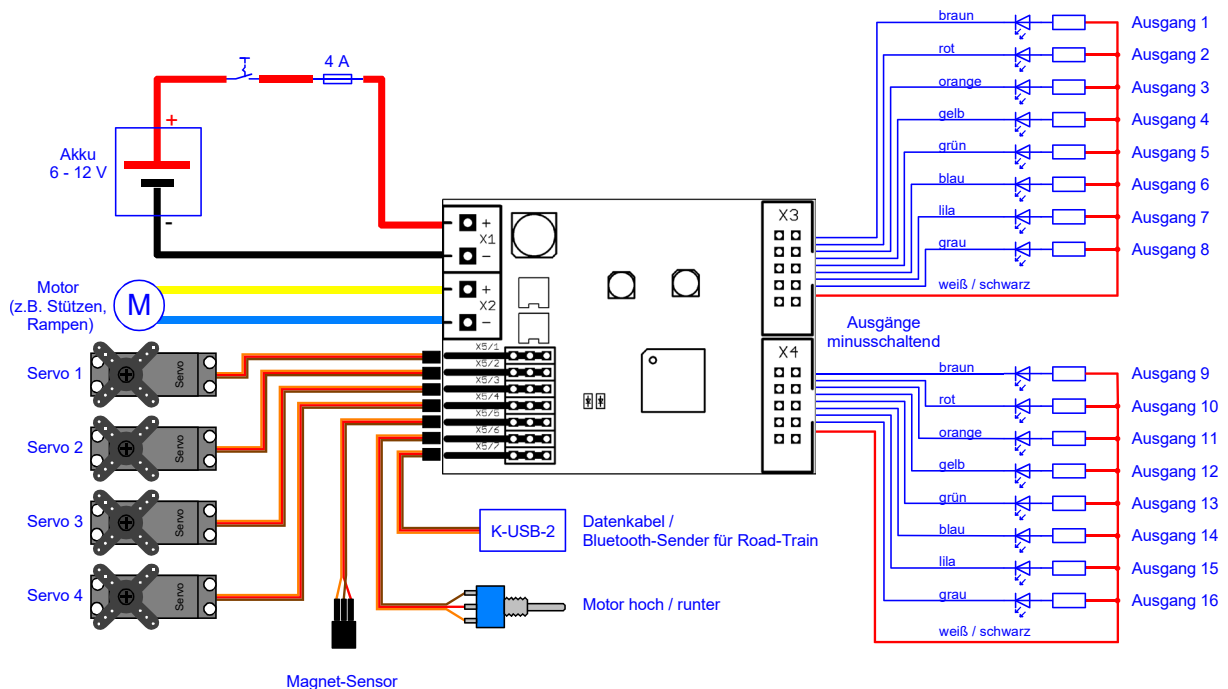 4 A
+
Akku
6 - 12 V
-
Motor
(z.B. Stützen,
Rampen)
M
Servo 1
Servo
Servo 2
Servo
Servo 3
Servo
Servo 4
Servo
+
X1
-
+
X2
-
X5/1
X5/2
X5/3
X5/4
X5/5
X5/6
X5/7
X3
X4
K-USB-2
Datenkabel /
Bluetooth-Sender für Road-Train
Motor hoch / runter
Magnet-Sensor
braun
Ausgang 1
rot
Ausgang 2
orange
Ausgang 3
gelb
Ausgang 4
grün
Ausgang 5
blau
Ausgang 6
lila
Ausgang 7
grau
Ausgang 8
weiß / schwarz
Ausgänge
minusschaltend
braun
Ausgang 9
rot
Ausgang 10
orange
Ausgang 11
gelb
Ausgang 12
grün
Ausgang 13
blau
Ausgang 14
lila
Ausgang 15
grau
Ausgang 16
weiß / schwarz